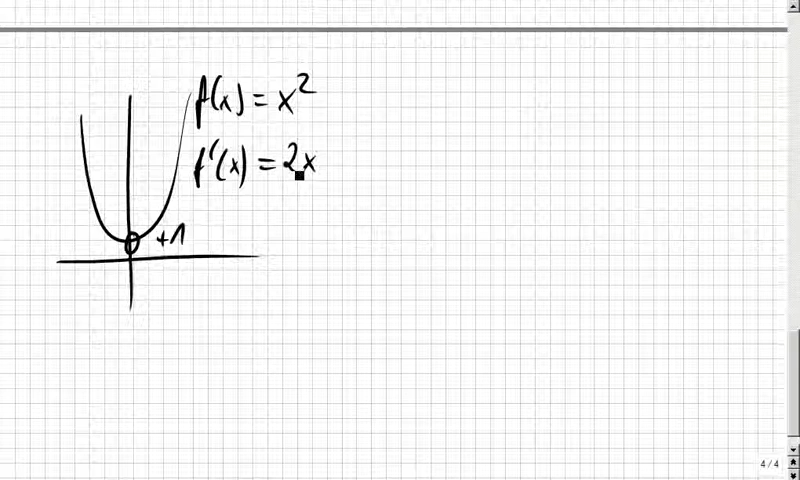 f(x) = x²
f'(x) = 2x
+1
4 / 4